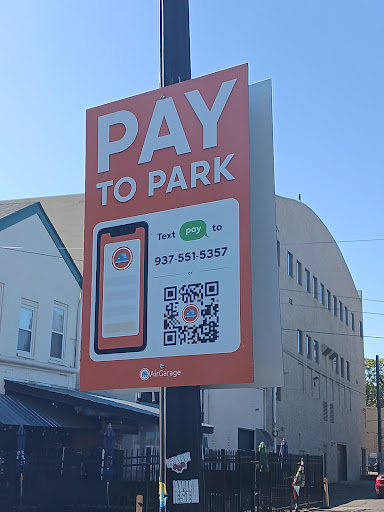 PAY
TO PARK
Text pay to
937-551-5357
AirGarage